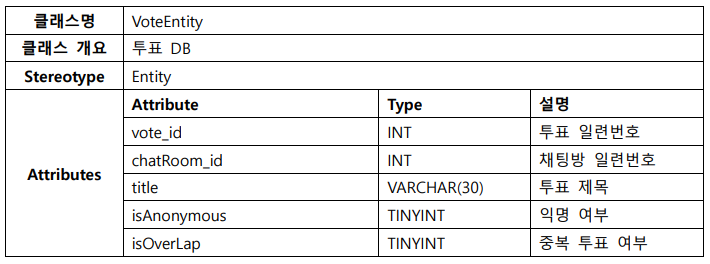 클래스명 VoteEntity
클래스 개요 투표 DB
Stereotype Entity
Attributes
Attribute Type 설명
vote_id INT 투표 일련번호
chatRoom_id INT 채팅방 일련번호
title VARCHAR(30) 투표 제목
isAnonymous TINYINT 익명 여부
isOverLap TINYINT 중복 투표 여부